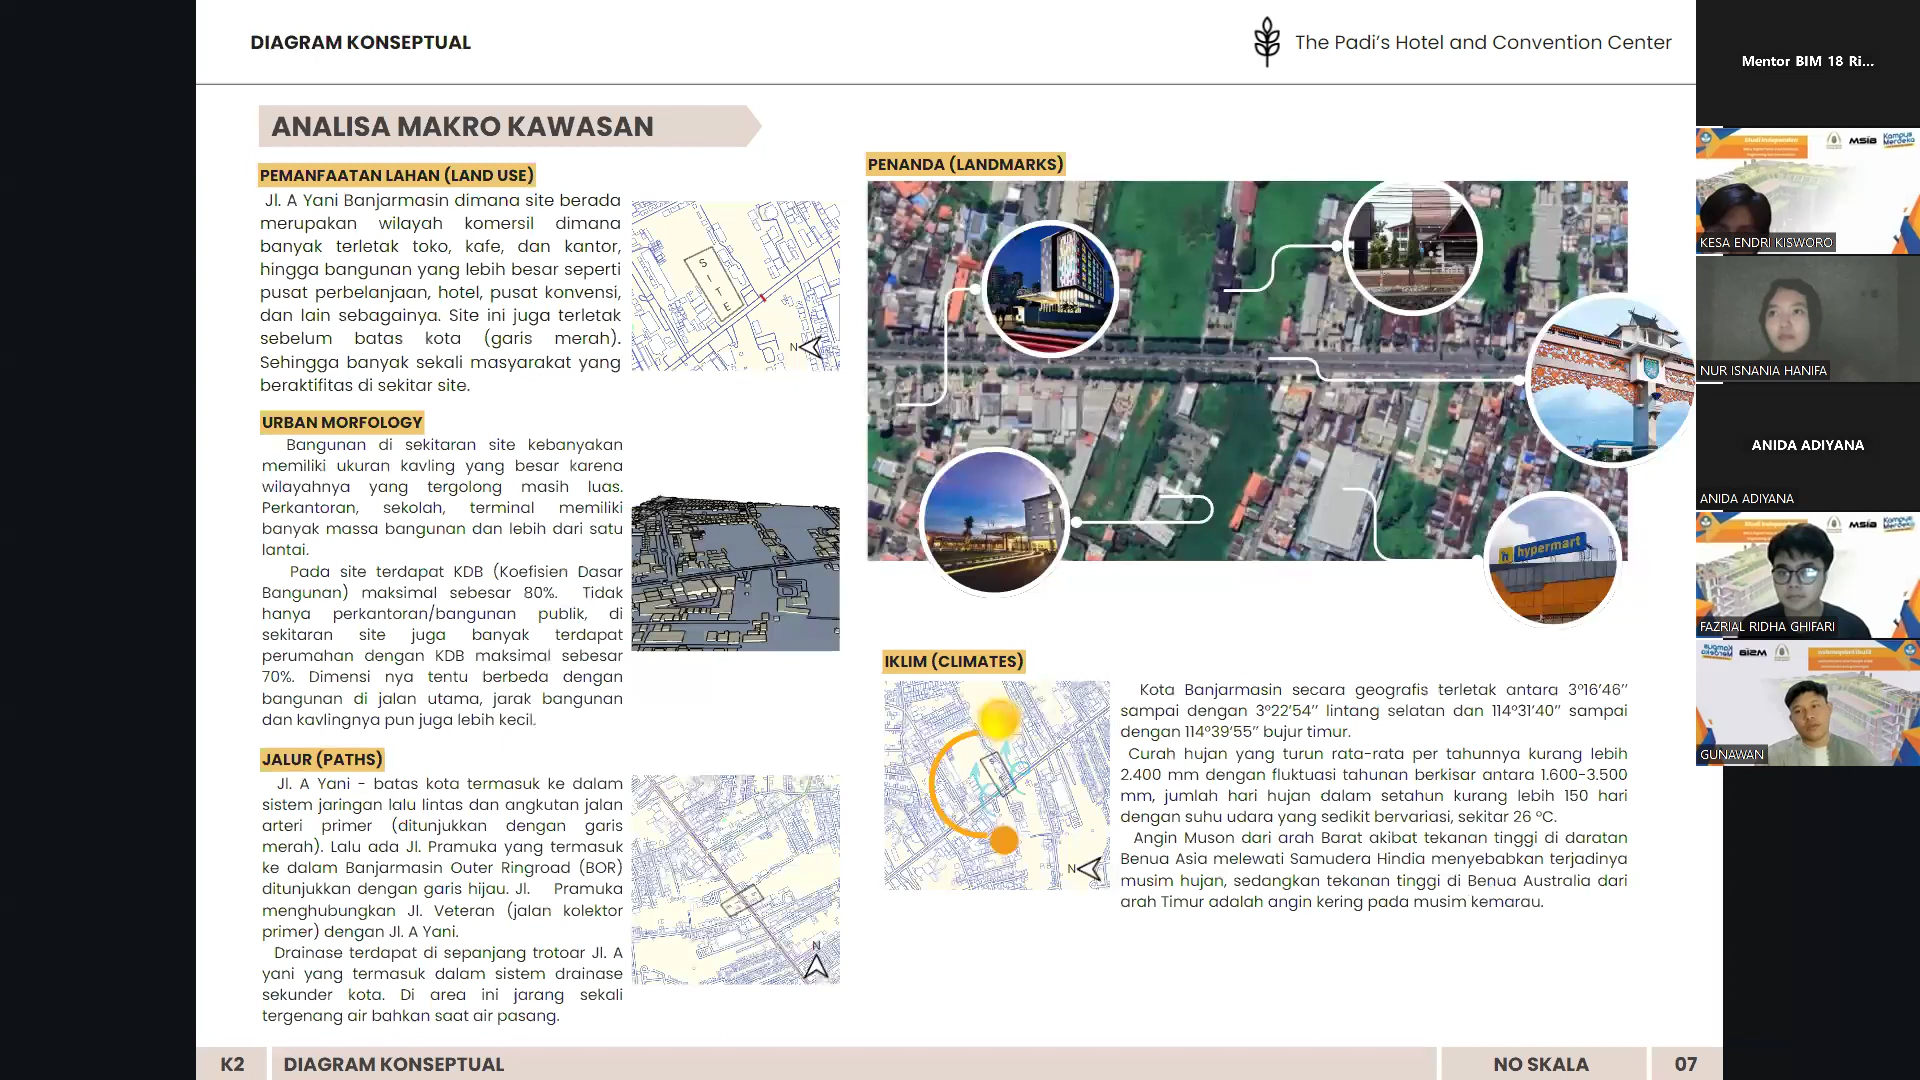 DIAGRAM KONSEPTUAL
The Padi's Hotel and Convention Center
ANALISA MAKRO KAWASAN
PEMANFAATAN LAHAN (LAND USE)
Jl. A Yani Banjarmasin dimana site berada
merupakan wilayah komersil dimana
banyak terletak toko, kafe, dan kantor,
hingga bangunan yang lebih besar seperti
pusat perbelanjaan, hotel, pusat konvensi,
dan lain sebagainya. Site ini juga terletak
sebelum batas kota (garis merah).
Sehingga banyak sekali masyarakat yang
beraktifitas di sekitar site.
SITE
N
URBAN MORFOLOGY
Bangunan di sekitaran site kebanyakan
memiliki ukuran kavling yang besar karena
wilayahnya yang tergolong masih luas.
Perkantoran, sekolah, terminal memiliki
banyak massa bangunan dan lebih dari satu
lantai.
Pada site terdapat KDB (Koefisien Dasar
Bangunan) maksimal sebesar 80%. Tidak
hanya perkantoran/bangunan publik, di
sekitaran site juga banyak terdapat
perumahan dengan KDB maksimal sebesar
70%. Dimensi nya tentu berbeda dengan
bangunan di jalan utama, jarak bangunan
dan kavlingnya pun juga lebih kecil.
JALUR (PATHS)
Jl. A Yani - batas kota termasuk ke dalam
sistem jaringan lalu lintas dan angkutan jalan
arteri primer (ditunjukkan dengan garis
merah). Lalu ada Jl. Pramuka yang termasuk
ke dalam Banjarmasin Outer Ringroad (BOR)
ditunjukkan dengan garis hijau. Jl. Pramuka
menghubungkan Jl. Veteran (jalan kolektor
primer) dengan Jl. A Yani.
Drainase terdapat di sepanjang trotoar Jl. A
yani yang termasuk dalam sistem drainase
sekunder kota. Di area ini jarang sekali
tergenang air bahkan saat air pasang.
N
PENANDA (LANDMARKS)
h hypermart
IKLIM (CLIMATES)
N
Kota Banjarmasin secara geografis terletak antara 3°16'46''
sampai dengan 3°22'54'' lintang selatan dan 114°31'40'' sampai
dengan 114°39'55'' bujur timur.
Curah hujan yang turun rata-rata per tahunnya kurang lebih
2.400 mm dengan fluktuasi tahunan berkisar antara 1.600-3.500
mm, jumlah hari hujan dalam setahun kurang lebih 150 hari
dengan suhu udara yang sedikit bervariasi, sekitar 26 °C.
Angin Muson dari arah Barat akibat tekanan tinggi di daratan
Benua Asia melewati Samudera Hindia menyebabkan terjadinya
musim hujan, sedangkan tekanan tinggi di Benua Australia dari
arah Timur adalah angin kering pada musim kemarau.
K2
DIAGRAM KONSEPTUAL
NO SKALA
07
Mentor BIM 18 Ri...
MSIB
Kampus Merdeka
KESA ENDRI KISWORO
NUR ISNANIA HANIFA
ANIDA ADIYANA
ANIDA ADIYANA
MSIB
Kampus Merdeka
FAZRIAL RIDHA GHIFARI
Kampus Merdeka
MSIB
GUNAWAN